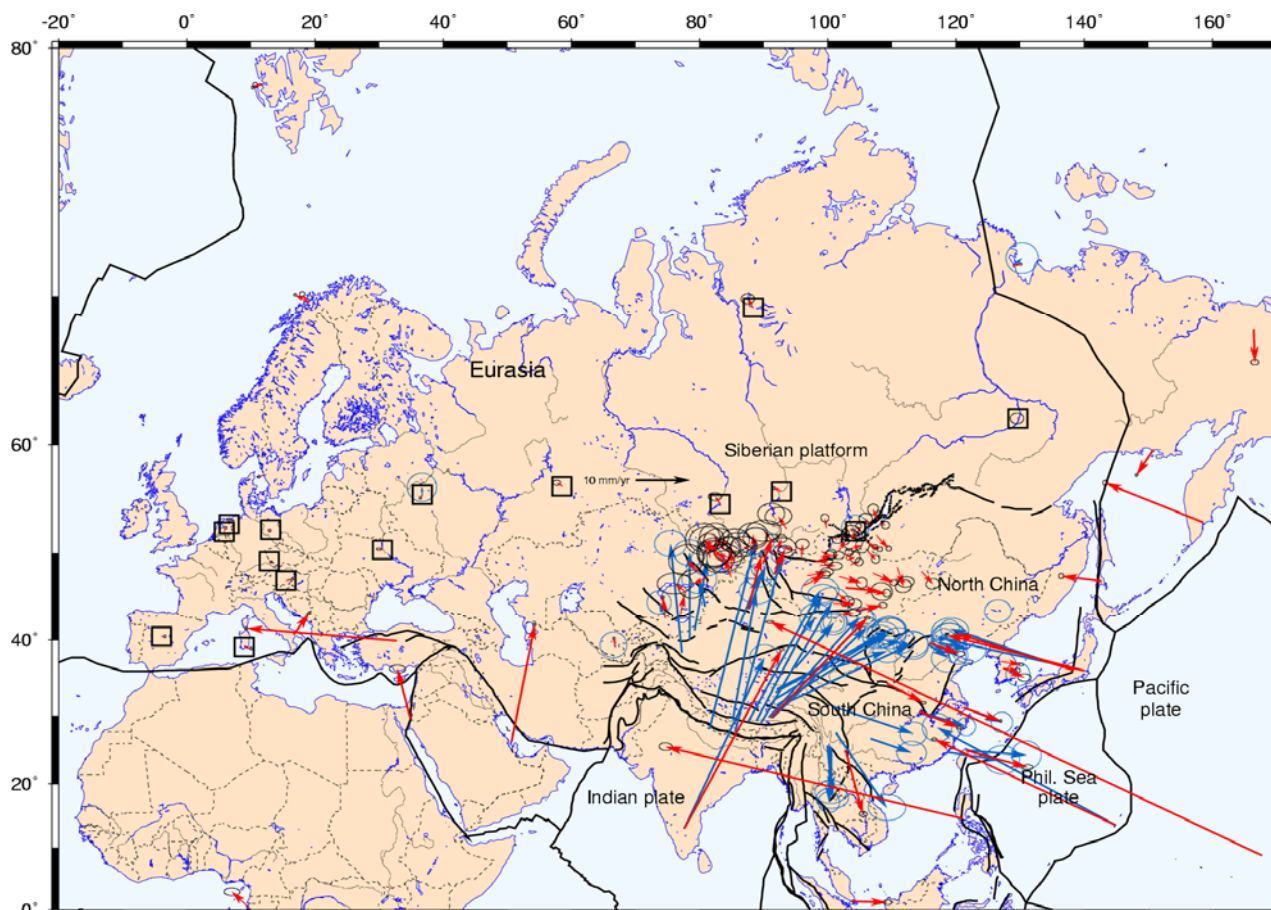 -20° 0° 20° 40° 60° 80° 100° 120° 140° 160°
80°
Eurasia
60°
Siberian platform
10 mm/yr
North China
40°
Pacific
plate
South China
20°
Indian plate
Phil. Sea
plate
0°